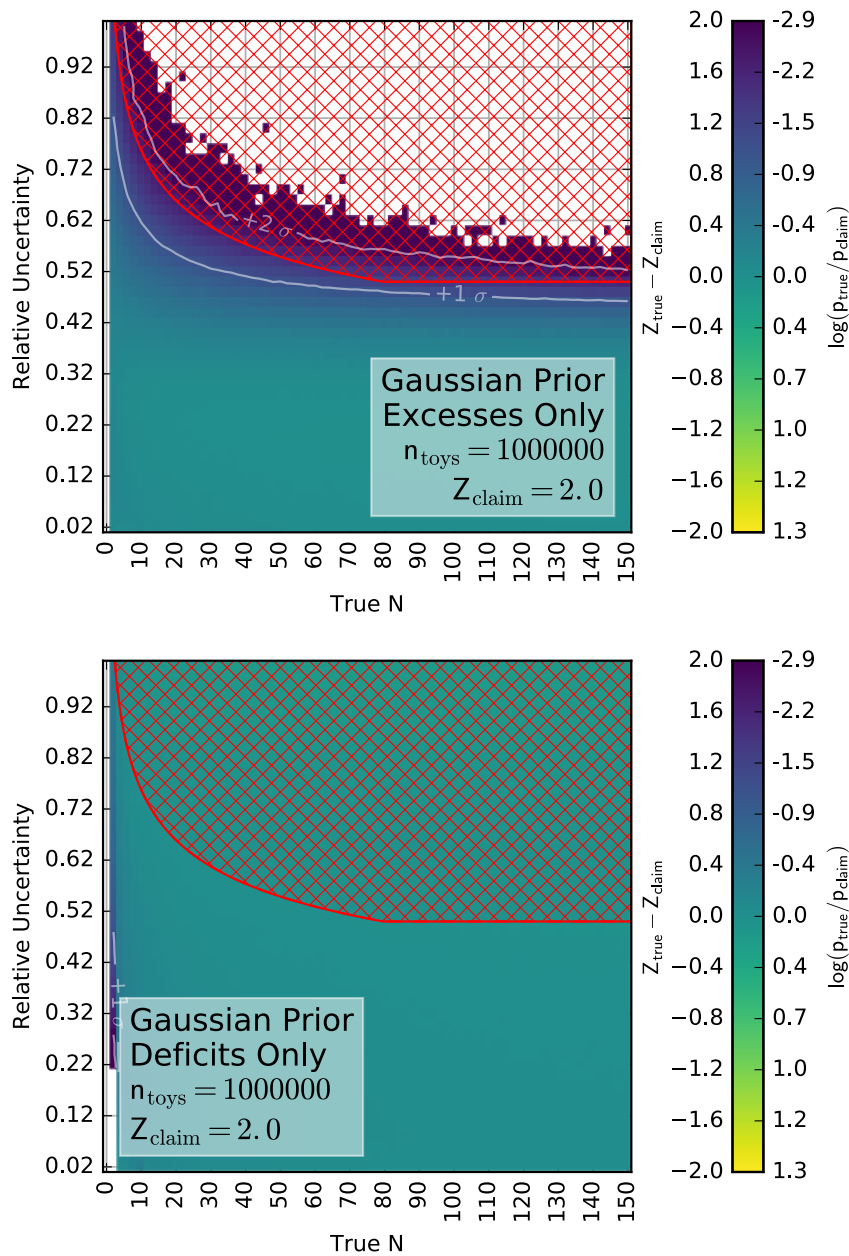 0.92
0.82
0.72
0.62
0.52
0.42
0.32
0.22
0.12
0.02
Relative Uncertainty
+2 σ
+1 σ
Gaussian Prior
Excesses Only
n_toys = 1000000
Z_claim = 2.0
0 10 20 30 40 50 60 70 80 90 100 110 120 130 140 150
True N
Z_true − Z_claim
2.0 -2.9
1.6 -2.2
1.2 -1.5
0.8 -0.9
0.4 -0.4
0.0 0.0
−0.4 0.4
−0.8 0.7
−1.2 1.0
−1.6 1.2
−2.0 1.3
log(p_true/p_claim)
0.92
0.82
0.72
0.62
0.52
0.42
0.32
0.22
0.12
0.02
Relative Uncertainty
+1 σ
Gaussian Prior
Deficits Only
n_toys = 1000000
Z_claim = 2.0
0 10 20 30 40 50 60 70 80 90 100 110 120 130 140 150
True N
Z_true − Z_claim
2.0 -2.9
1.6 -2.2
1.2 -1.5
0.8 -0.9
0.4 -0.4
0.0 0.0
−0.4 0.4
−0.8 0.7
−1.2 1.0
−1.6 1.2
−2.0 1.3
log(p_true/p_claim)